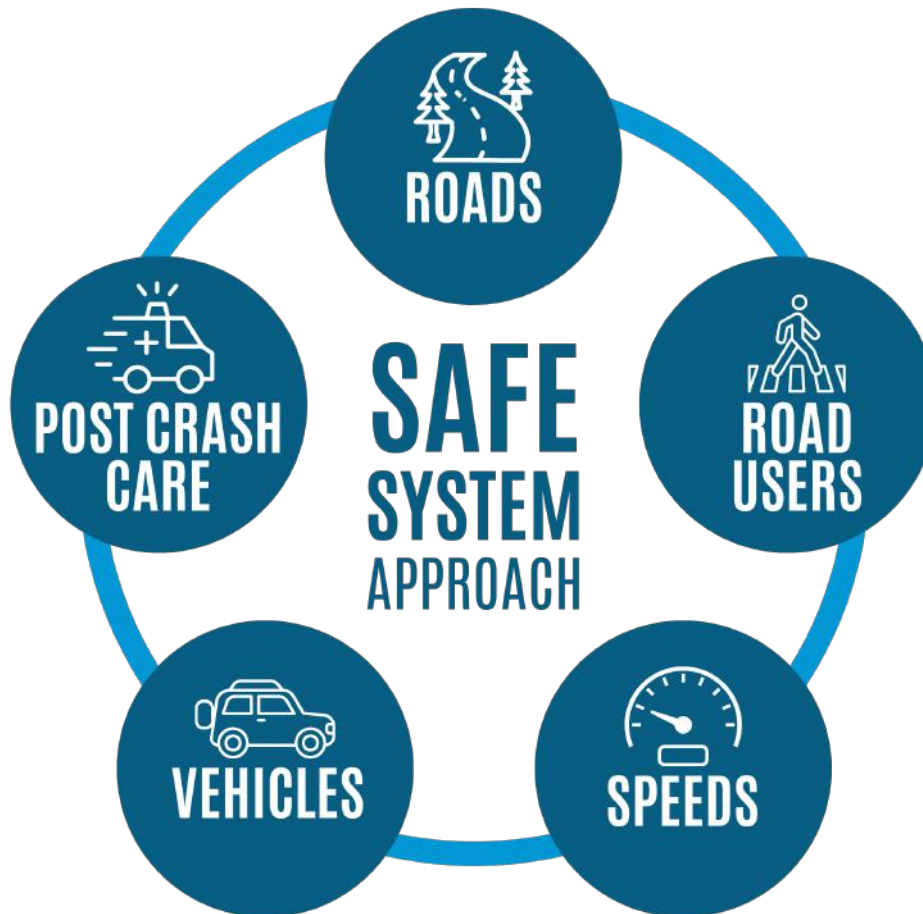 ROADS
ROAD
USERS
SPEEDS
VEHICLES
POST CRASH
CARE
SAFE
SYSTEM
APPROACH